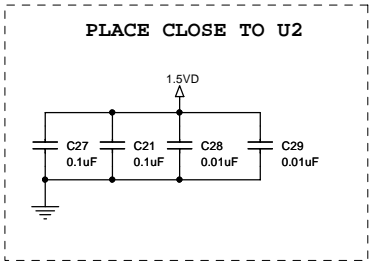 PLACE CLOSE TO U2
1.5VD
C27 C21 C28 C29
0.1uF 0.1uF 0.01uF 0.01uF